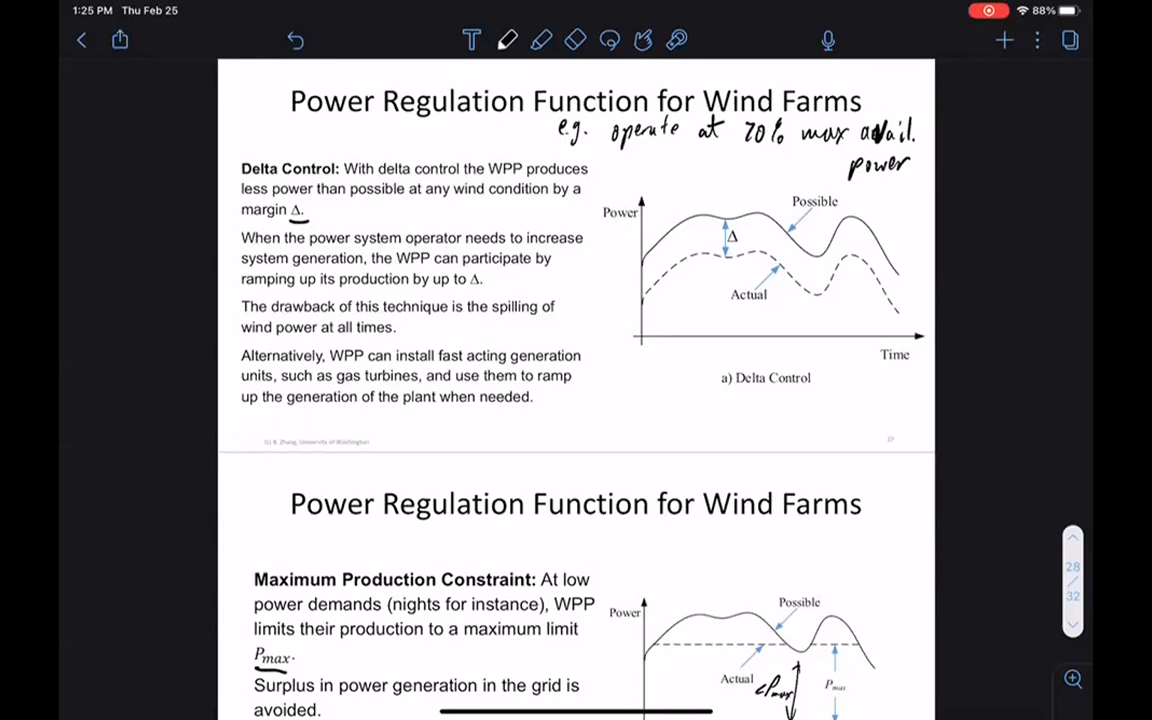 1:25 PM Thu Feb 25
88%
Power Regulation Function for Wind Farms
e.g. operate at 70% max avail.
power
Delta Control: With delta control the WPP produces
less power than possible at any wind condition by a
margin Δ.
When the power system operator needs to increase
system generation, the WPP can participate by
ramping up its production by up to Δ.
The drawback of this technique is the spilling of
wind power at all times.
Alternatively, WPP can install fast acting generation
units, such as gas turbines, and use them to ramp
up the generation of the plant when needed.
Power
Possible
Δ
Actual
Time
a) Delta Control
(c) B. Zhang, University of Washington
27
Power Regulation Function for Wind Farms
Maximum Production Constraint: At low
power demands (nights for instance), WPP
limits their production to a maximum limit
Pmax.
Surplus in power generation in the grid is
avoided.
Power
Possible
Actual
<Pmax
Pmax
28
/
32